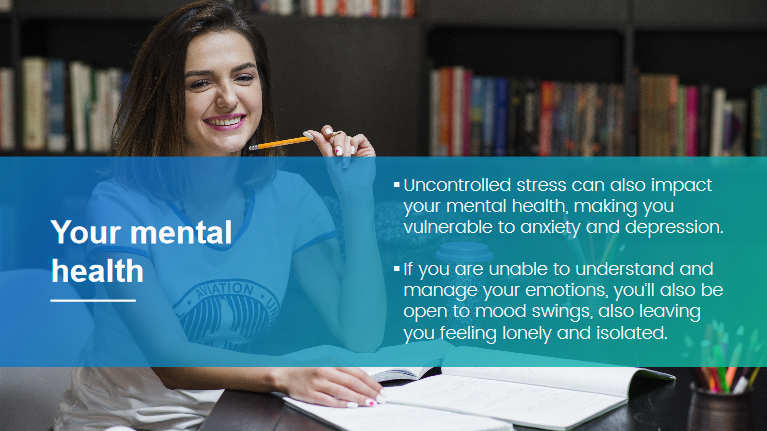 Your mental
health
▪ Uncontrolled stress can also impact
your mental health, making you
vulnerable to anxiety and depression.
▪ If you are unable to understand and
manage your emotions, you'll also be
open to mood swings, also leaving
you feeling lonely and isolated.
AVIATION